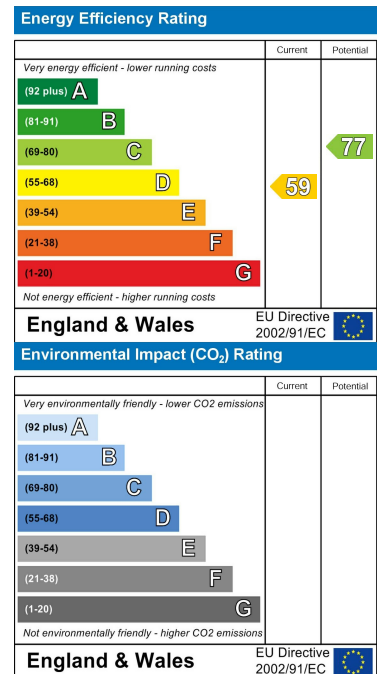 Energy Efficiency Rating
Current Potential
Very energy efficient - lower running costs
(92 plus) A
(81-91) B
(69-80) C
77
(55-68) D
59
(39-54) E
(21-38) F
(1-20) G
Not energy efficient - higher running costs
England & Wales
EU Directive
2002/91/EC
Environmental Impact (CO₂) Rating
Current Potential
Very environmentally friendly - lower CO2 emissions
(92 plus) A
(81-91) B
(69-80) C
(55-68) D
(39-54) E
(21-38) F
(1-20) G
Not environmentally friendly - higher CO2 emissions
England & Wales
EU Directive
2002/91/EC